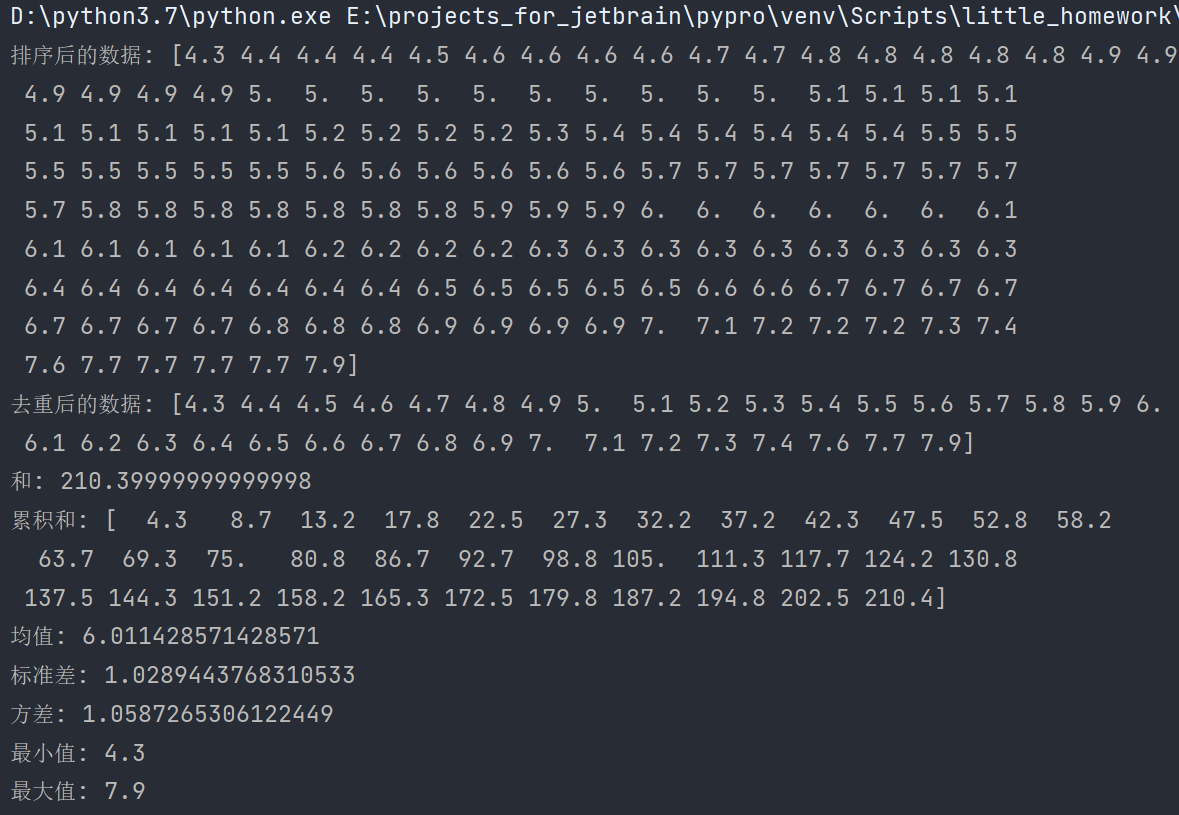 D:\python3.7\python.exe E:\projects_for_jetbrain\pypro\venv\Scripts\little_homework\
排序后的数据: [4.3 4.4 4.4 4.4 4.5 4.6 4.6 4.6 4.6 4.7 4.7 4.8 4.8 4.8 4.8 4.8 4.9 4.9
4.9 4.9 4.9 4.9 5. 5. 5. 5. 5. 5. 5. 5. 5. 5. 5.1 5.1 5.1 5.1
5.1 5.1 5.1 5.1 5.1 5.2 5.2 5.2 5.2 5.3 5.4 5.4 5.4 5.4 5.4 5.4 5.5 5.5
5.5 5.5 5.5 5.5 5.5 5.6 5.6 5.6 5.6 5.6 5.6 5.7 5.7 5.7 5.7 5.7 5.7 5.7
5.7 5.8 5.8 5.8 5.8 5.8 5.8 5.8 5.9 5.9 5.9 6. 6. 6. 6. 6. 6. 6.1
6.1 6.1 6.1 6.1 6.1 6.2 6.2 6.2 6.2 6.3 6.3 6.3 6.3 6.3 6.3 6.3 6.3 6.3
6.4 6.4 6.4 6.4 6.4 6.4 6.4 6.5 6.5 6.5 6.5 6.5 6.6 6.6 6.7 6.7 6.7 6.7
6.7 6.7 6.7 6.7 6.8 6.8 6.8 6.9 6.9 6.9 6.9 7. 7.1 7.2 7.2 7.2 7.3 7.4
7.6 7.7 7.7 7.7 7.7 7.9]
去重后的数据: [4.3 4.4 4.5 4.6 4.7 4.8 4.9 5. 5.1 5.2 5.3 5.4 5.5 5.6 5.7 5.8 5.9 6.
6.1 6.2 6.3 6.4 6.5 6.6 6.7 6.8 6.9 7. 7.1 7.2 7.3 7.4 7.6 7.7 7.9]
和: 210.39999999999998
累积和: [ 4.3 8.7 13.2 17.8 22.5 27.3 32.2 37.2 42.3 47.5 52.8 58.2
63.7 69.3 75. 80.8 86.7 92.7 98.8 105. 111.3 117.7 124.2 130.8
137.5 144.3 151.2 158.2 165.3 172.5 179.8 187.2 194.8 202.5 210.4]
均值: 6.011428571428571
标准差: 1.0289443768310533
方差: 1.0587265306122449
最小值: 4.3
最大值: 7.9